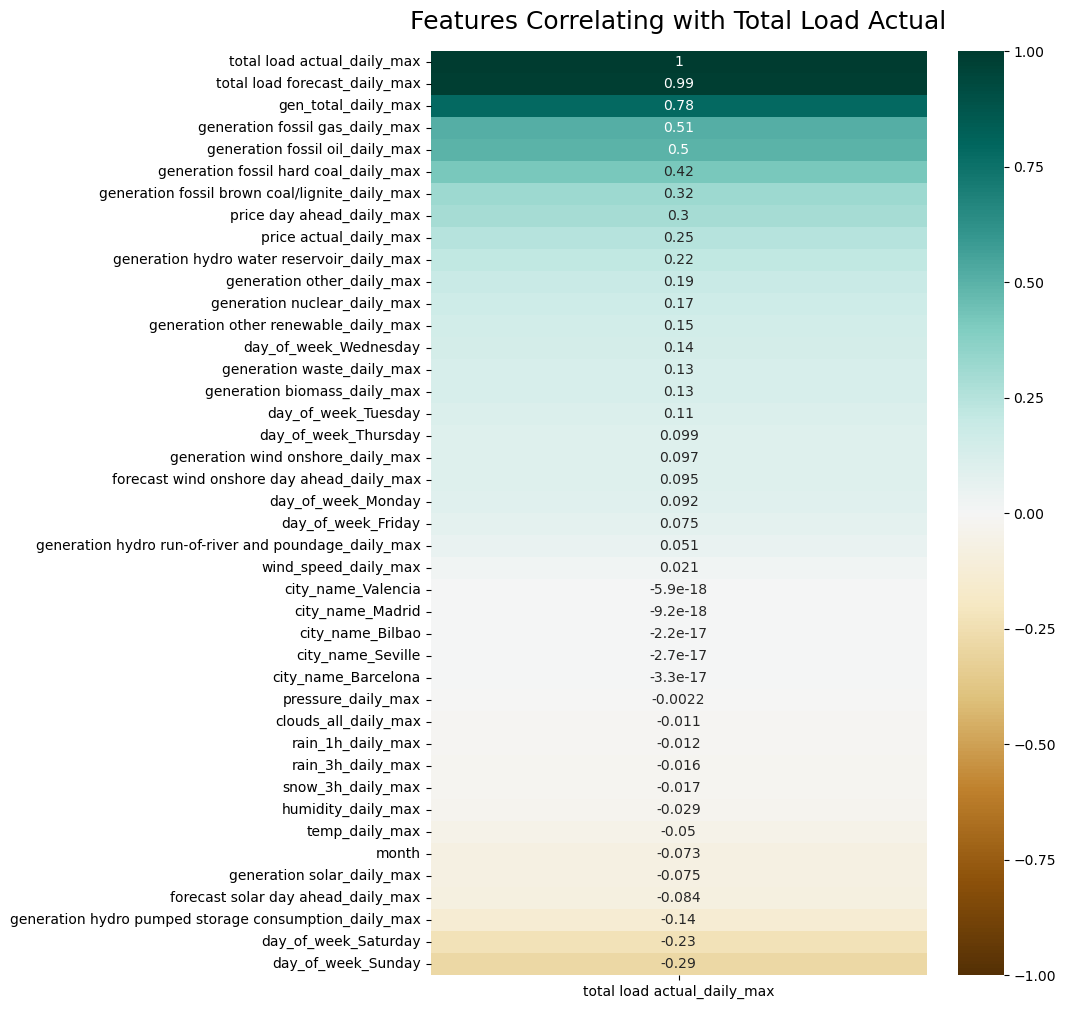 Features Correlating with Total Load Actual
total load actual_daily_max 1
total load forecast_daily_max 0.99
gen_total_daily_max 0.78
generation fossil gas_daily_max 0.51
generation fossil oil_daily_max 0.5
generation fossil hard coal_daily_max 0.42
generation fossil brown coal/lignite_daily_max 0.32
price day ahead_daily_max 0.3
price actual_daily_max 0.25
generation hydro water reservoir_daily_max 0.22
generation other_daily_max 0.19
generation nuclear_daily_max 0.17
generation other renewable_daily_max 0.15
day_of_week_Wednesday 0.14
generation waste_daily_max 0.13
generation biomass_daily_max 0.13
day_of_week_Tuesday 0.11
day_of_week_Thursday 0.099
generation wind onshore_daily_max 0.097
forecast wind onshore day ahead_daily_max 0.095
day_of_week_Monday 0.092
day_of_week_Friday 0.075
generation hydro run-of-river and poundage_daily_max 0.051
wind_speed_daily_max 0.021
city_name_Valencia -5.9e-18
city_name_Madrid -9.2e-18
city_name_Bilbao -2.2e-17
city_name_Seville -2.7e-17
city_name_Barcelona -3.3e-17
pressure_daily_max -0.0022
clouds_all_daily_max -0.011
rain_1h_daily_max -0.012
rain_3h_daily_max -0.016
snow_3h_daily_max -0.017
humidity_daily_max -0.029
temp_daily_max -0.05
month -0.073
generation solar_daily_max -0.075
forecast solar day ahead_daily_max -0.084
generation hydro pumped storage consumption_daily_max -0.14
day_of_week_Saturday -0.23
day_of_week_Sunday -0.29
total load actual_daily_max
1.00
0.75
0.50
0.25
0.00
−0.25
−0.50
−0.75
−1.00